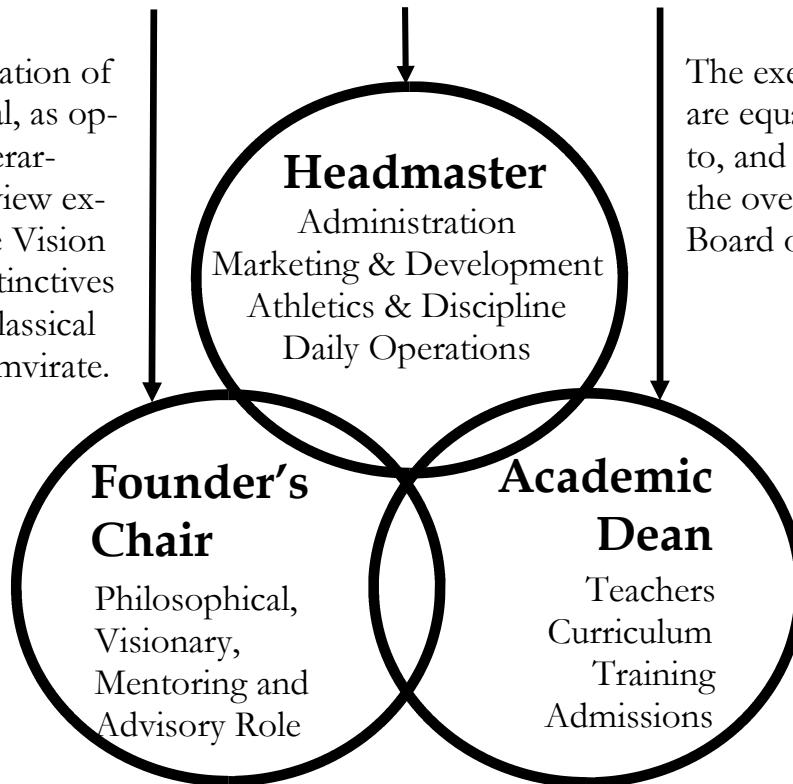 ation of
al, as op-
erar-
view ex-
e Vision
tinctives
lassical
mvirate.
Headmaster
Administration
Marketing & Development
Athletics & Discipline
Daily Operations
The exe
are equa
to, and
the ove
Board o
Founder’s
Chair
Philosophical,
Visionary,
Mentoring and
Advisory Role
Academic
Dean
Teachers
Curriculum
Training
Admissions